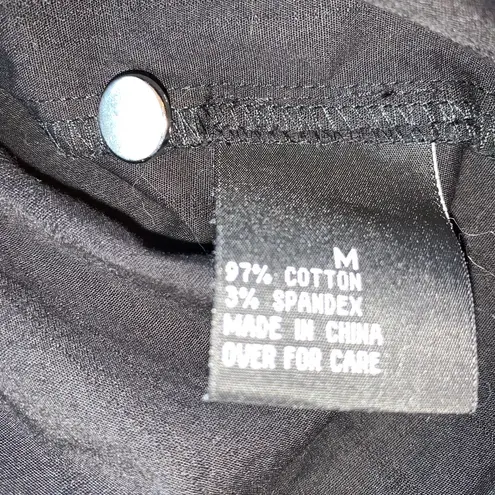 M
97% COTTON
3% SPANDEX
MADE IN CHINA
OVER FOR CARE